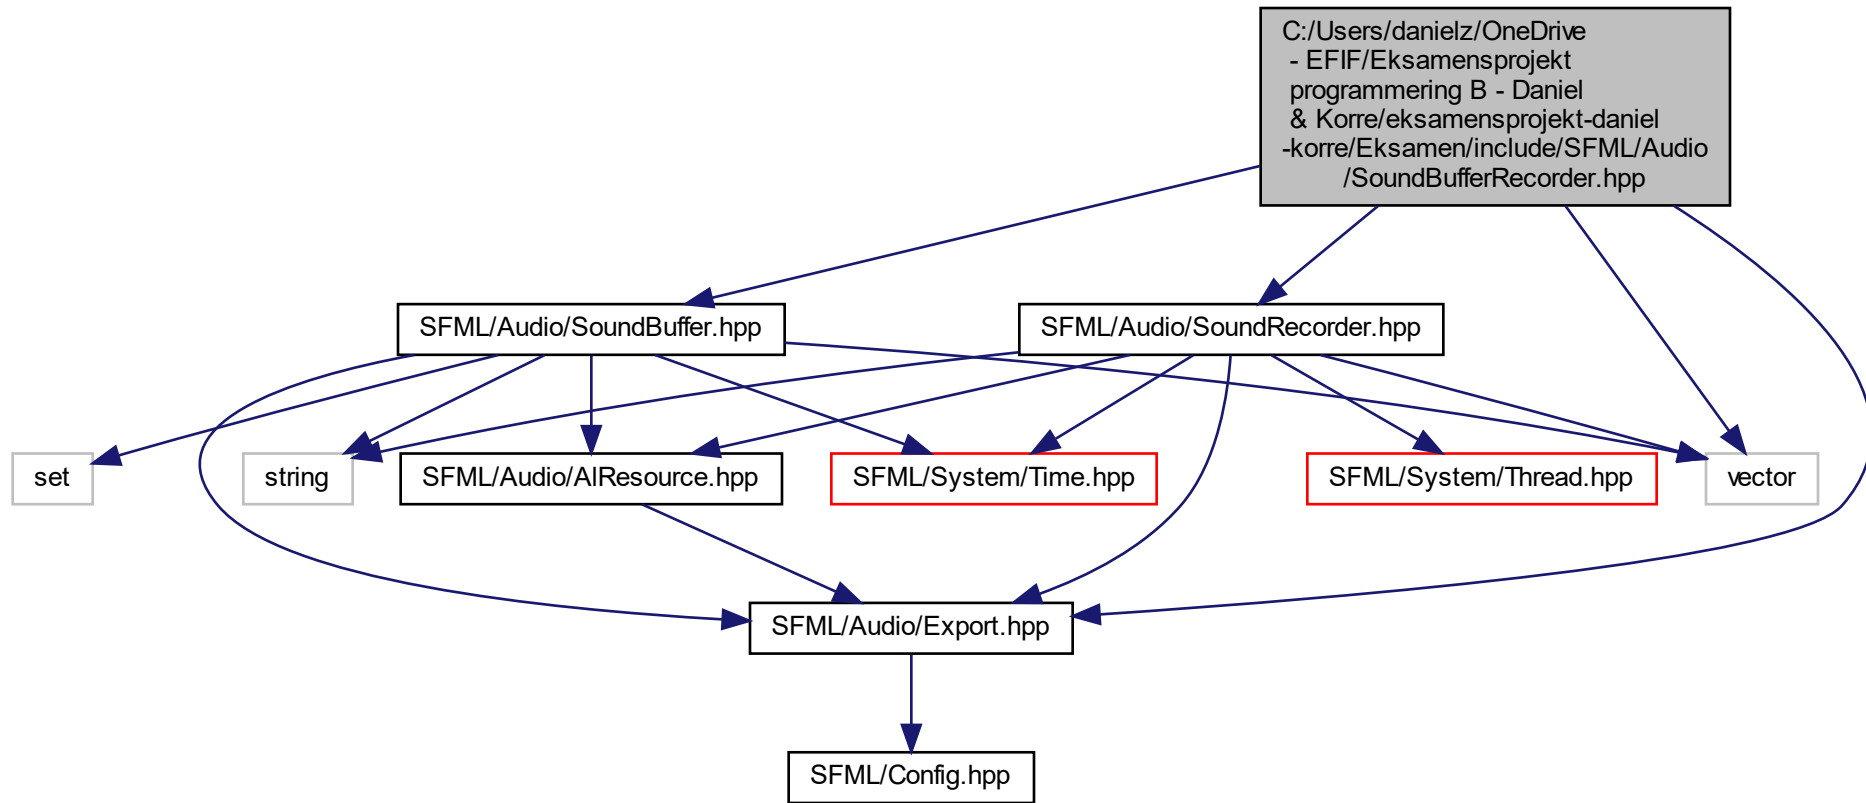 C:/Users/danielz/OneDrive
- EFIF/Eksamensprojekt
programmering B - Daniel
& Korre/eksamensprojekt-daniel
-korre/Eksamen/include/SFML/Audio
/SoundBufferRecorder.hpp
SFML/Audio/SoundBuffer.hpp
SFML/Audio/SoundRecorder.hpp
set
string
SFML/Audio/AlResource.hpp
SFML/System/Time.hpp
SFML/System/Thread.hpp
vector
SFML/Audio/Export.hpp
SFML/Config.hpp